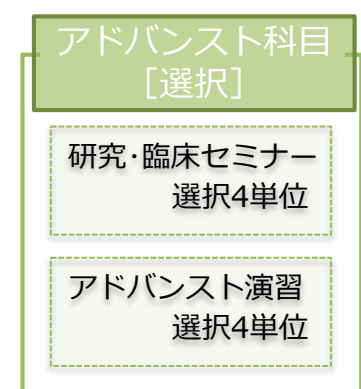 アドバンスト科目
［選択］
研究･臨床セミナー
選択4単位
アドバンスト演習
選択4単位